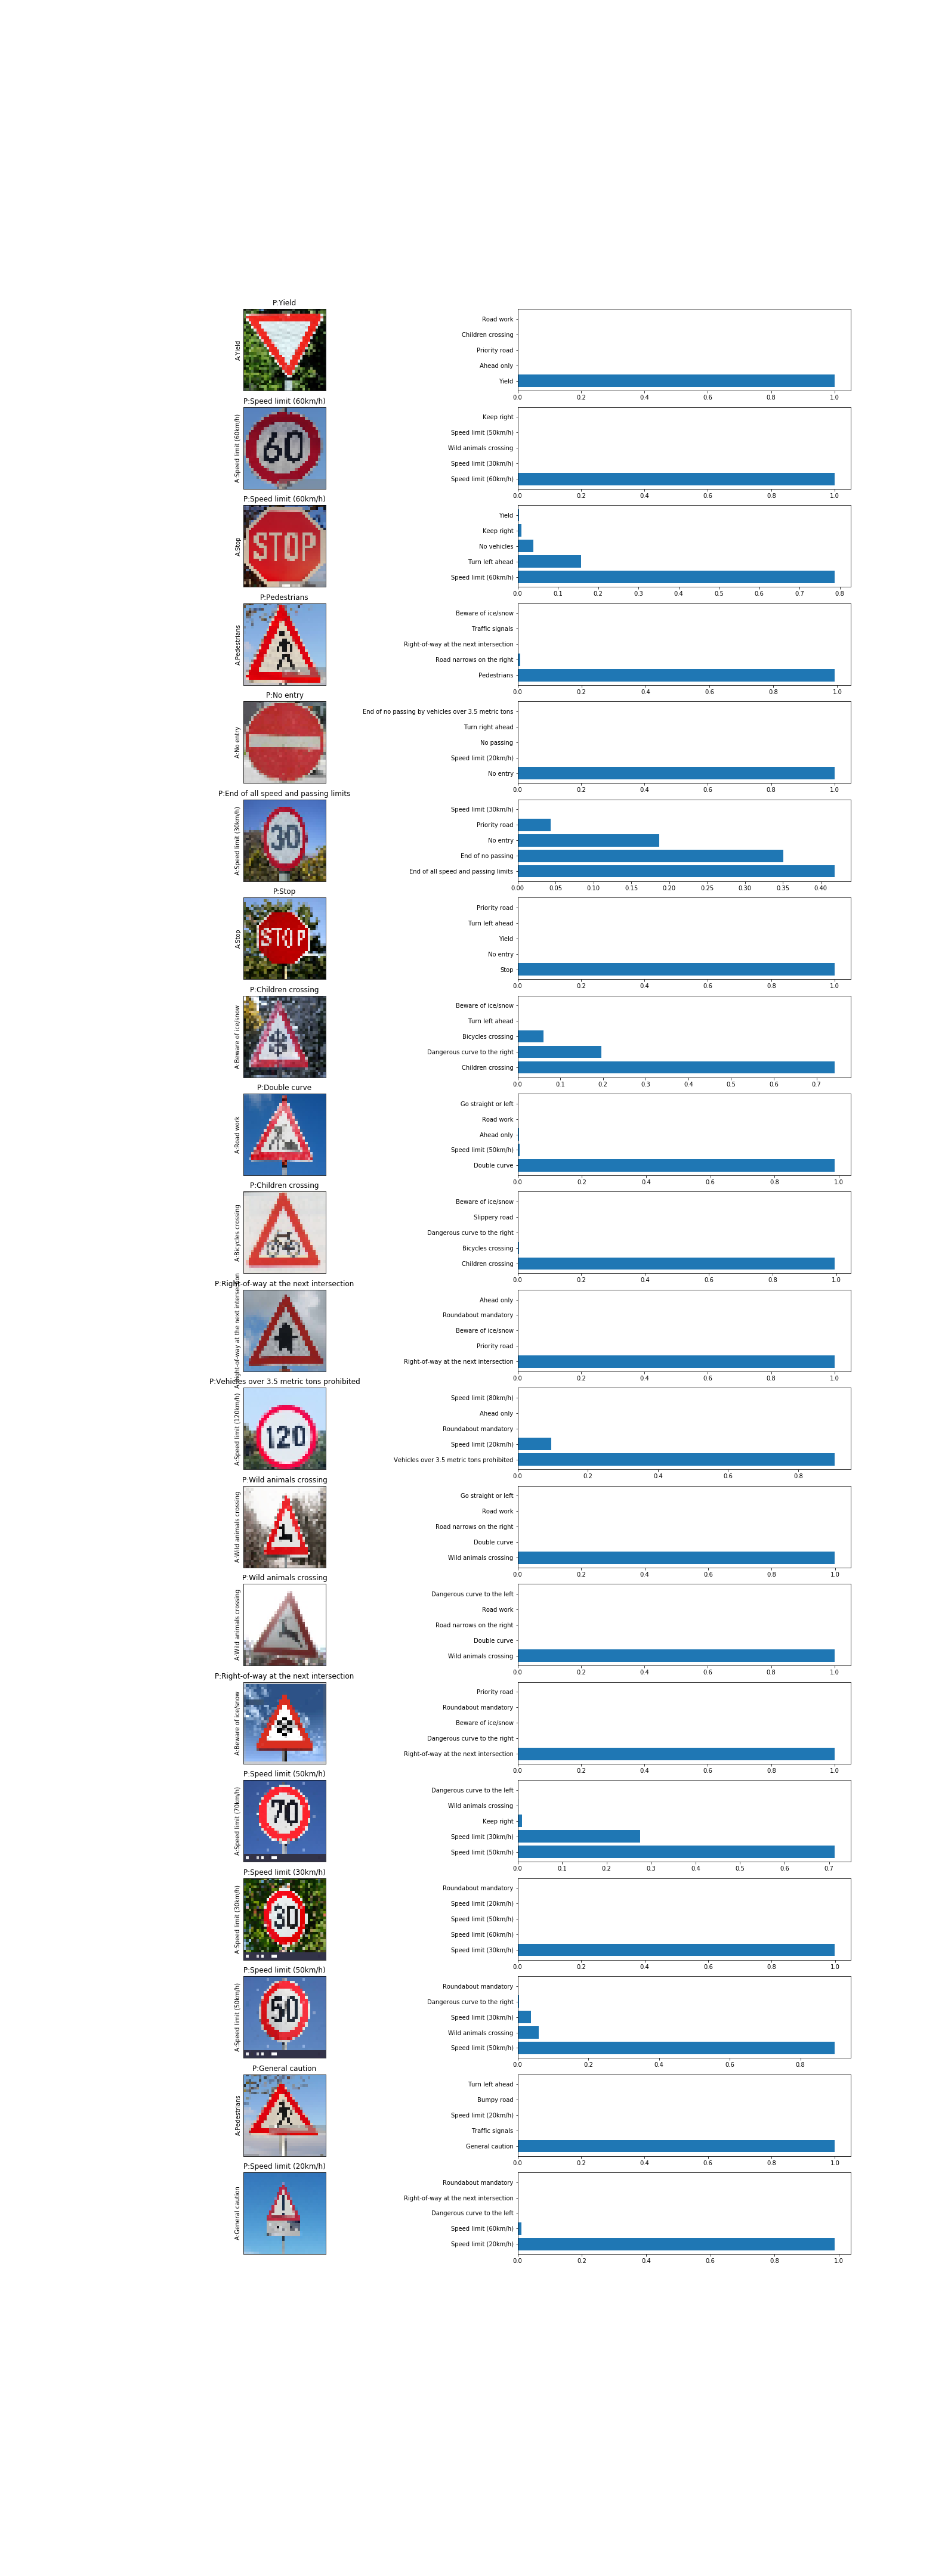 P:Yield
A:Yield
Road work
Children crossing
Priority road
Ahead only
Yield
0.0 0.2 0.4 0.6 0.8 1.0
P:Speed limit (60km/h)
A:Speed limit (60km/h)
60
Keep right
Speed limit (50km/h)
Wild animals crossing
Speed limit (30km/h)
Speed limit (60km/h)
0.0 0.2 0.4 0.6 0.8 1.0
P:Speed limit (60km/h)
A:Stop
STOP
Yield
Keep right
No vehicles
Turn left ahead
Speed limit (60km/h)
0.0 0.1 0.2 0.3 0.4 0.5 0.6 0.7 0.8
P:Pedestrians
A:Pedestrians
Beware of ice/snow
Traffic signals
Right-of-way at the next intersection
Road narrows on the right
Pedestrians
0.0 0.2 0.4 0.6 0.8 1.0
P:No entry
A:No entry
End of no passing by vehicles over 3.5 metric tons
Turn right ahead
No passing
Speed limit (20km/h)
No entry
0.0 0.2 0.4 0.6 0.8 1.0
P:End of all speed and passing limits
A:Speed limit (30km/h)
30
Speed limit (30km/h)
Priority road
No entry
End of no passing
End of all speed and passing limits
0.00 0.05 0.10 0.15 0.20 0.25 0.30 0.35 0.40
P:Stop
A:Stop
STOP
Priority road
Turn left ahead
Yield
No entry
Stop
0.0 0.2 0.4 0.6 0.8 1.0
P:Children crossing
A:Beware of ice/snow
Beware of ice/snow
Turn left ahead
Bicycles crossing
Dangerous curve to the right
Children crossing
0.0 0.1 0.2 0.3 0.4 0.5 0.6 0.7
P:Double curve
A:Road work
Go straight or left
Road work
Ahead only
Speed limit (50km/h)
Double curve
0.0 0.2 0.4 0.6 0.8 1.0
P:Children crossing
A:Bicycles crossing
Beware of ice/snow
Slippery road
Dangerous curve to the right
Bicycles crossing
Children crossing
0.0 0.2 0.4 0.6 0.8 1.0
P:Right-of-way at the next intersection
A:Right-of-way at the next intersection
Ahead only
Roundabout mandatory
Beware of ice/snow
Priority road
Right-of-way at the next intersection
0.0 0.2 0.4 0.6 0.8 1.0
P:Vehicles over 3.5 metric tons prohibited
A:Speed limit (120km/h)
120
Speed limit (80km/h)
Ahead only
Roundabout mandatory
Speed limit (20km/h)
Vehicles over 3.5 metric tons prohibited
0.0 0.2 0.4 0.6 0.8
P:Wild animals crossing
A:Wild animals crossing
Go straight or left
Road work
Road narrows on the right
Double curve
Wild animals crossing
0.0 0.2 0.4 0.6 0.8 1.0
P:Wild animals crossing
A:Wild animals crossing
Dangerous curve to the left
Road work
Road narrows on the right
Double curve
Wild animals crossing
0.0 0.2 0.4 0.6 0.8 1.0
P:Right-of-way at the next intersection
A:Beware of ice/snow
Priority road
Roundabout mandatory
Beware of ice/snow
Dangerous curve to the right
Right-of-way at the next intersection
0.0 0.2 0.4 0.6 0.8 1.0
P:Speed limit (50km/h)
A:Speed limit (70km/h)
70
Dangerous curve to the left
Wild animals crossing
Keep right
Speed limit (30km/h)
Speed limit (50km/h)
0.0 0.1 0.2 0.3 0.4 0.5 0.6 0.7
P:Speed limit (30km/h)
A:Speed limit (30km/h)
30
Roundabout mandatory
Speed limit (20km/h)
Speed limit (50km/h)
Speed limit (60km/h)
Speed limit (30km/h)
0.0 0.2 0.4 0.6 0.8 1.0
P:Speed limit (50km/h)
A:Speed limit (50km/h)
50
Roundabout mandatory
Dangerous curve to the right
Speed limit (30km/h)
Wild animals crossing
Speed limit (50km/h)
0.0 0.2 0.4 0.6 0.8
P:General caution
A:Pedestrians
Turn left ahead
Bumpy road
Speed limit (20km/h)
Traffic signals
General caution
0.0 0.2 0.4 0.6 0.8 1.0
P:Speed limit (20km/h)
A:General caution
Roundabout mandatory
Right-of-way at the next intersection
Dangerous curve to the left
Speed limit (60km/h)
Speed limit (20km/h)
0.0 0.2 0.4 0.6 0.8 1.0